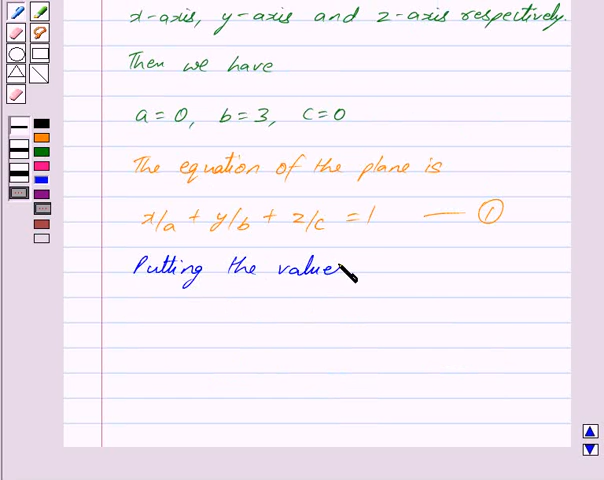 x-axis, y-axis and z-axis respectively.
Then we have
a=0, b=3, c=0
The equation of the plane is
x/a + y/b + z/c = 1 —— ①
Putting the value